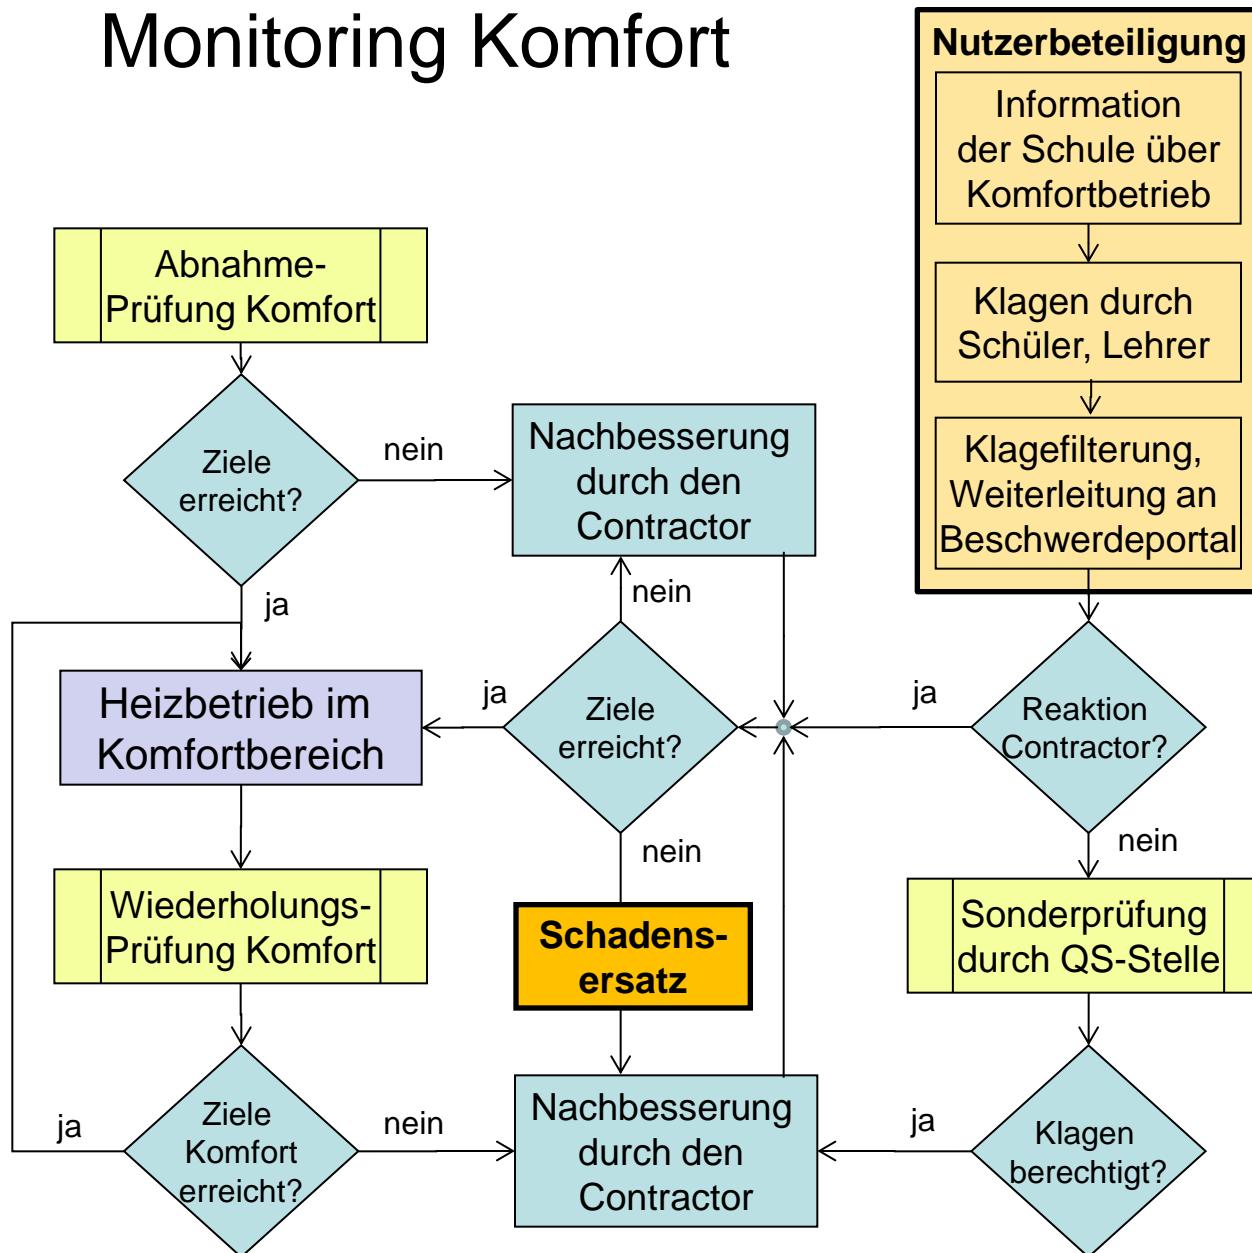 Monitoring Komfort
Nutzerbeteiligung
Information
der Schule über
Komfortbetrieb
Klagen durch
Schüler, Lehrer
Klagefilterung,
Weiterleitung an
Beschwerdeportal
Abnahme-
Prüfung Komfort
Ziele
erreicht?
nein
Nachbesserung
durch den
Contractor
ja
nein
Heizbetrieb im
Komfortbereich
ja
Ziele
erreicht?
ja
Reaktion
Contractor?
nein
nein
Wiederholungs-
Prüfung Komfort
Schadens-
ersatz
Sonderprüfung
durch QS-Stelle
ja
Ziele
Komfort
erreicht?
nein
Nachbesserung
durch den
Contractor
ja
Klagen
berechtigt?